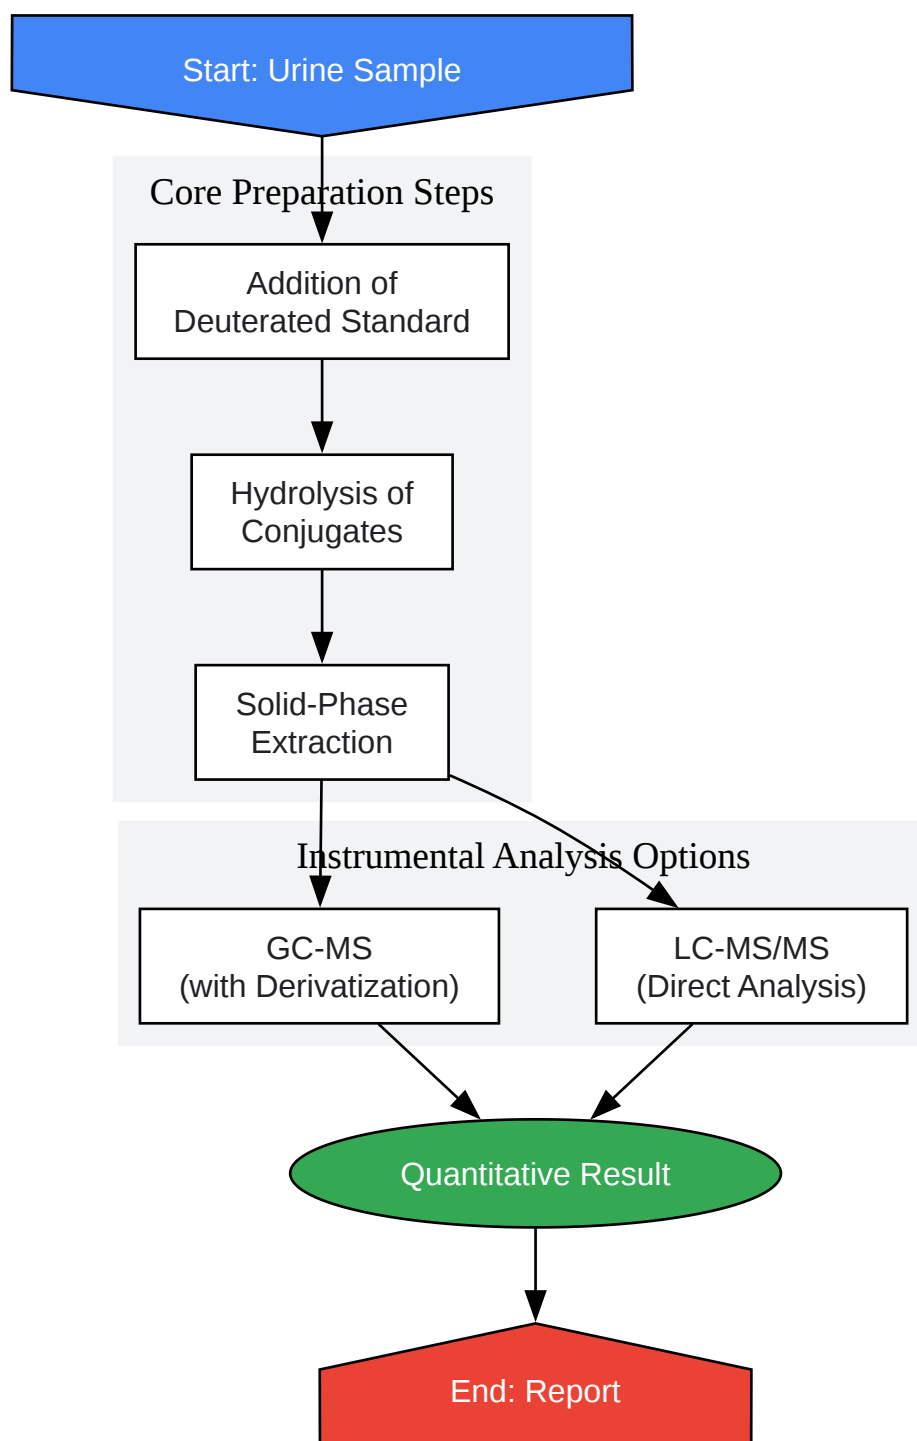 Start: Urine Sample
Core Preparation Steps
Addition of
Deuterated Standard
Hydrolysis of
Conjugates
Solid-Phase
Extraction
Instrumental Analysis Options
GC-MS
(with Derivatization)
LC-MS/MS
(Direct Analysis)
Quantitative Result
End: Report